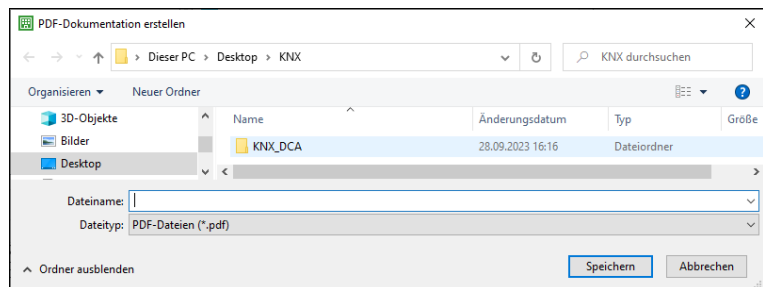 PDF-Dokumentation erstellen
Dieser PC > Desktop > KNX
KNX durchsuchen
Organisieren
Neuer Ordner
3D-Objekte
Bilder
Desktop
Name
Änderungsdatum
Typ
Größe
KNX_DCA
28.09.2023 16:16
Dateiordner
Dateiname:
Dateityp: PDF-Dateien (*.pdf)
Ordner ausblenden
Speichern
Abbrechen